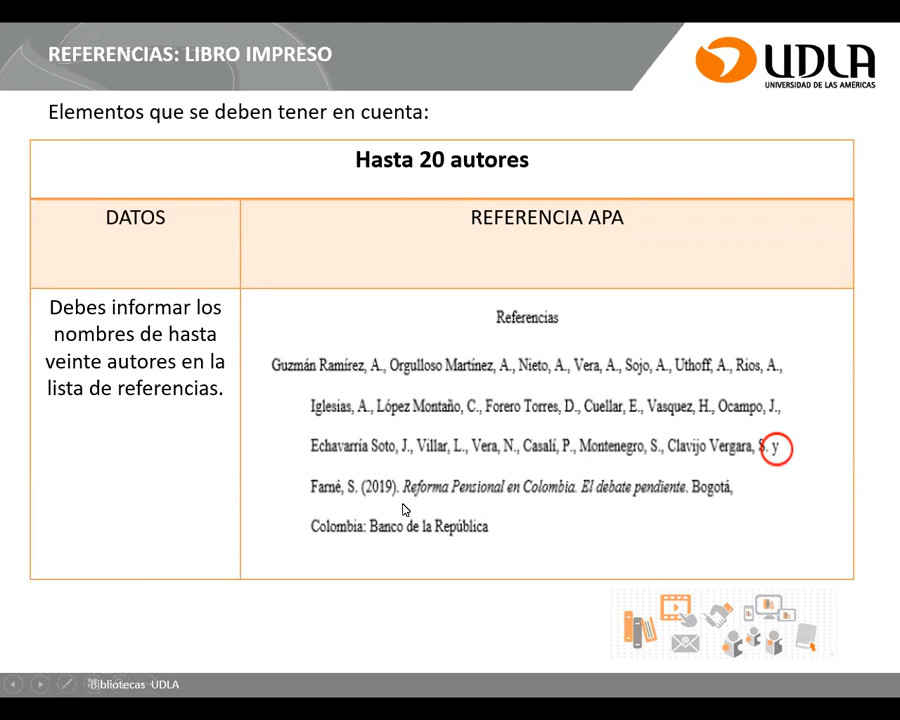 REFERENCIAS: LIBRO IMPRESO
UDLA
UNIVERSIDAD DE LAS AMÉRICAS
Elementos que se deben tener en cuenta:
Hasta 20 autores
DATOS
REFERENCIA APA
Debes informar los
nombres de hasta
veinte autores en la
lista de referencias.
Referencias
Guzmán Ramírez, A., Orgulloso Martínez, A., Nieto, A., Vera, A., Sojo, A., Uthoff, A., Rios, A.,
Iglesias, A., López Montaño, C., Forero Torres, D., Cuellar, E., Vasquez, H., Ocampo, J.,
Echavarría Soto, J., Villar, L., Vera, N., Casalí, P., Montenegro, S., Clavijo Vergara, S. y
Farné, S. (2019). Reforma Pensional en Colombia. El debate pendiente. Bogotá,
Colombia: Banco de la República
Bibliotecas UDLA